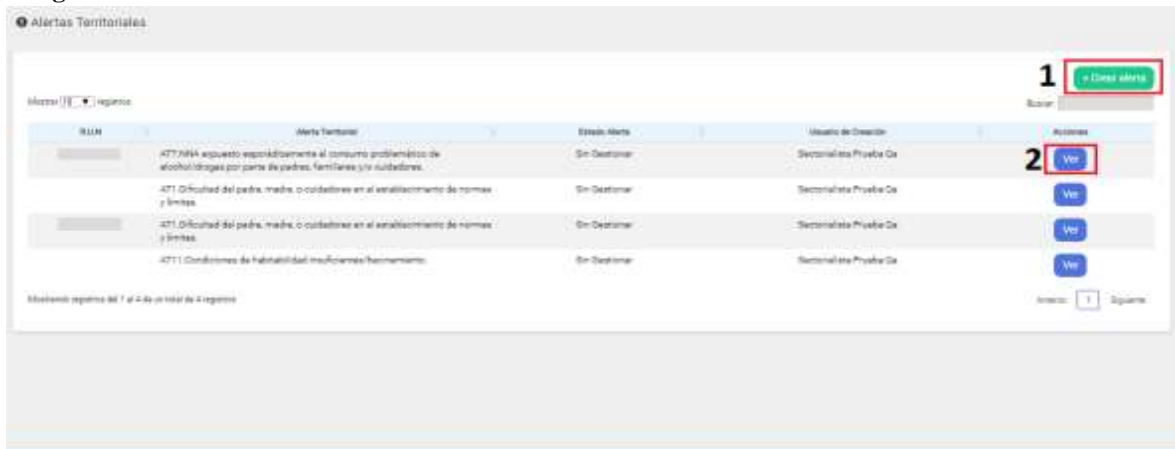 Alertas Territoriales
1 + Crear alerta
Mostrar 10 registros
Buscar:
R.U.N Alerta Territorial Estado Alerta Usuario de Creación Acciones
AT7.NNA expuesto esporádicamente al consumo problemático de alcohol/drogas por parte de padres, familiares y/o cuidadores. Sin Gestionar Sectorialista Prueba Qa 2 Ver
AT1.Dificultad del padre, madre, o cuidadores en el establecimiento de normas y límites. Sin Gestionar Sectorialista Prueba Qa Ver
AT1.Dificultad del padre, madre, o cuidadores en el establecimiento de normas y límites. Sin Gestionar Sectorialista Prueba Qa Ver
AT11.Condiciones de habitabilidad insuficientes/hacinamiento. Sin Gestionar Sectorialista Prueba Qa Ver
Mostrando registros del 1 al 4 de un total de 4 registros
Anterior 1 Siguiente